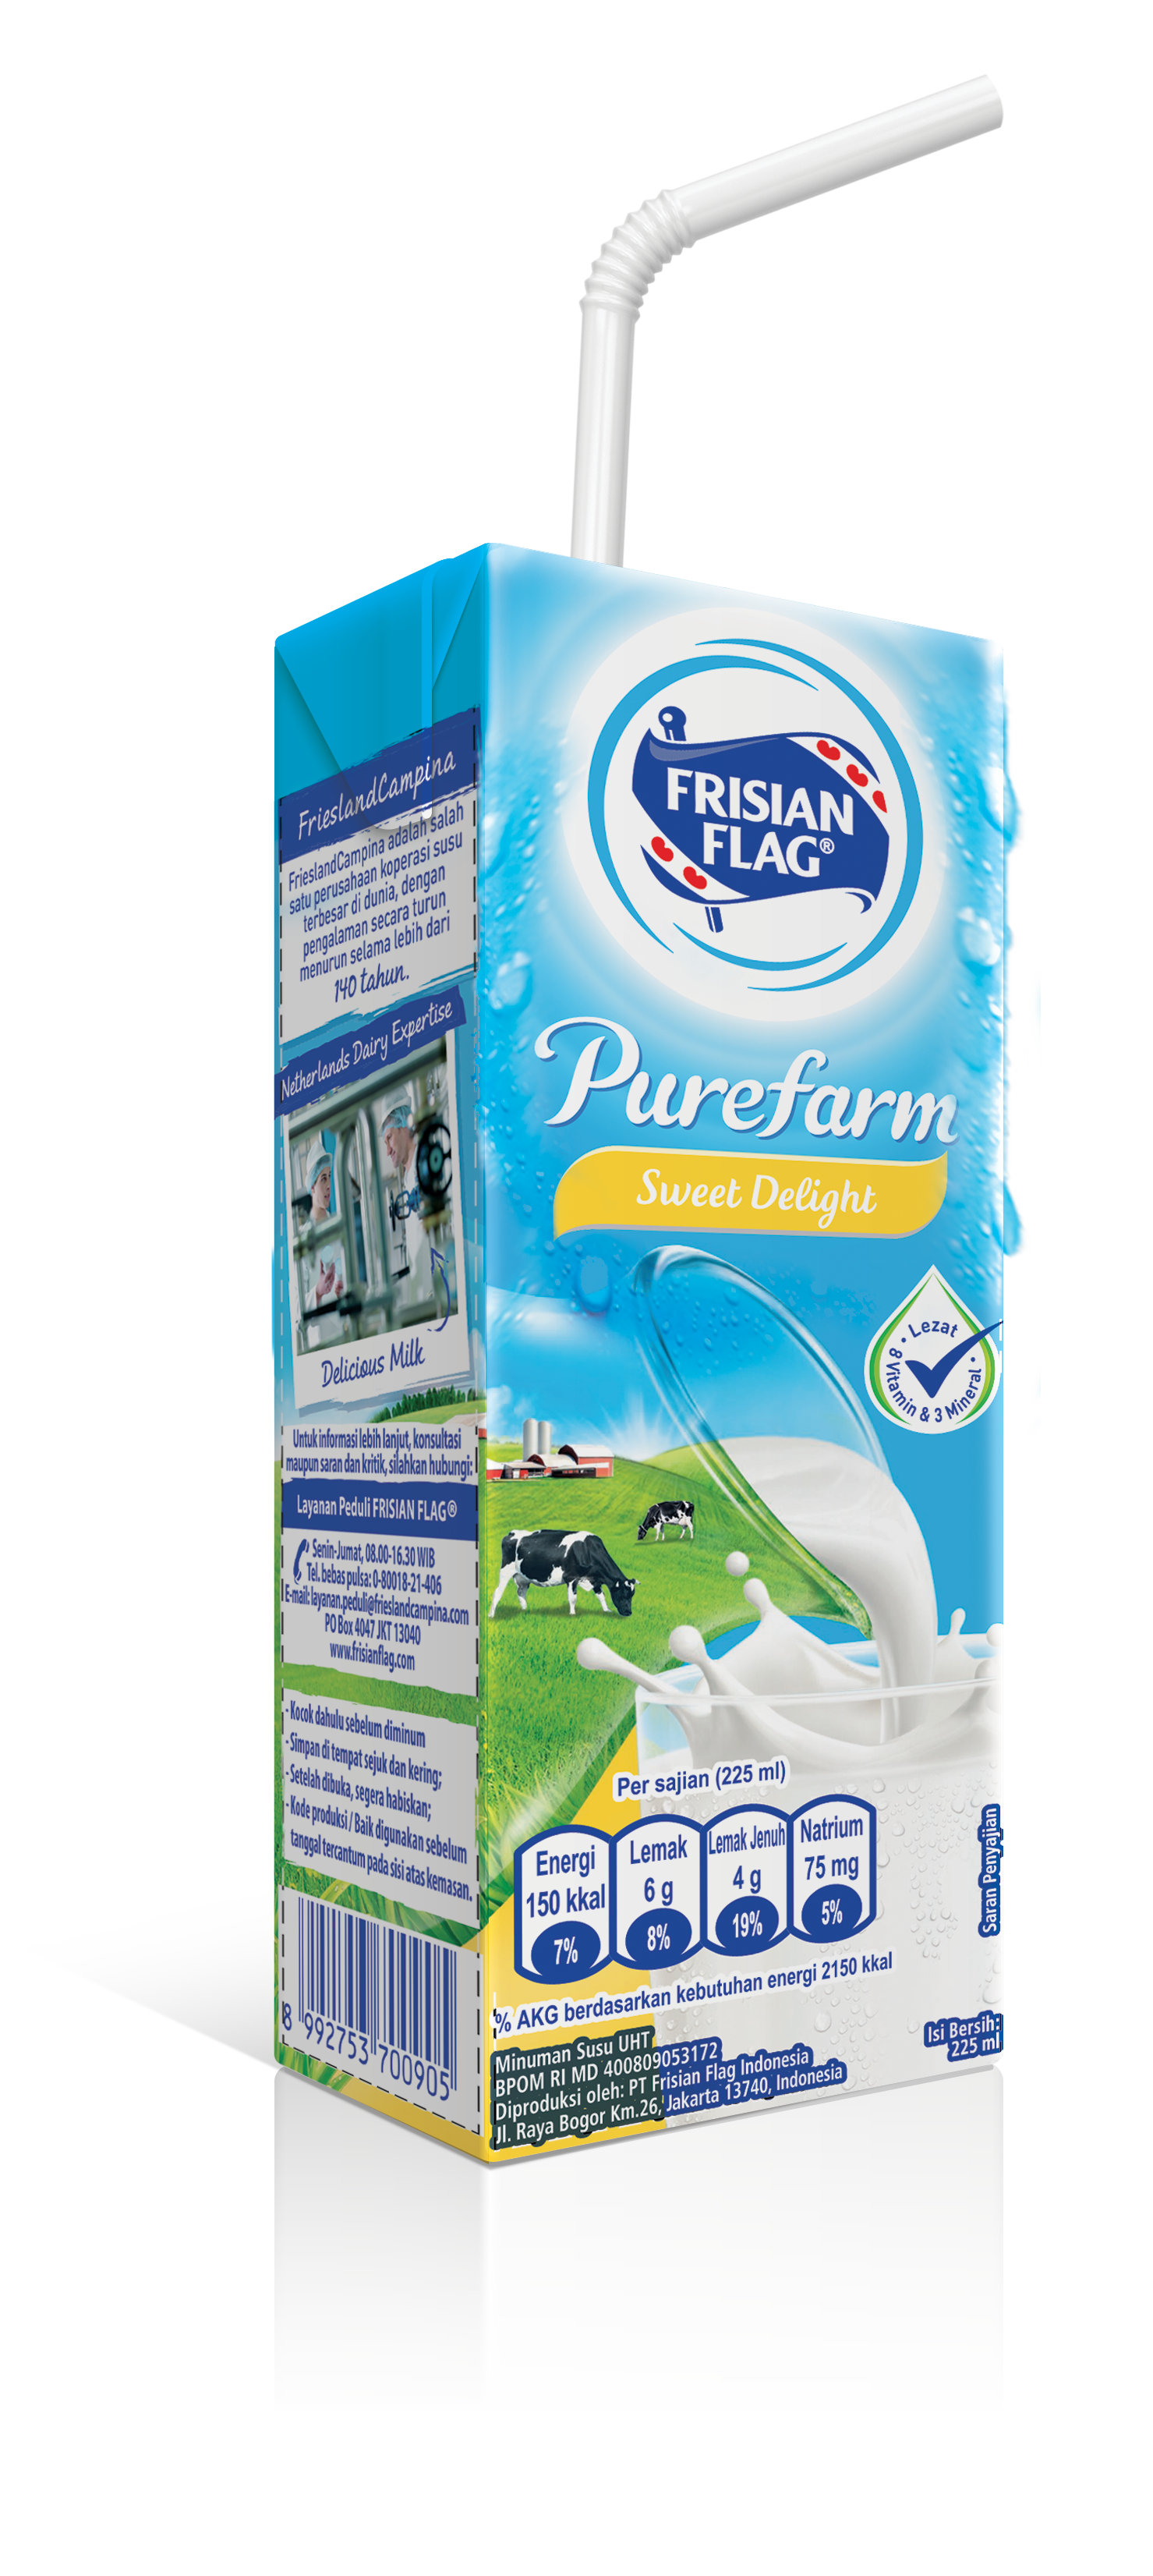 FrieslandCampina
FrieslandCampina adalah salah
satu perusahaan koperasi susu
terbesar di dunia, dengan
pengalaman secara turun
menurun selama lebih dari
140 tahun.
Netherlands Dairy Expertise
Delicious Milk
Untuk informasi lebih lanjut, konsultasi
maupun saran dan kritik, silahkan hubungi:
Layanan Peduli FRISIAN FLAG®
Senin-Jumat, 08.00-16.30 WIB
Tel. bebas pulsa: 0-80018-21-406
E-mail: layanan.peduli@frieslandcampina.com
PO Box 4047 JKT 13040
www.frisianflag.com
- Kocok dahulu sebelum diminum
- Simpan di tempat sejuk dan kering;
- Setelah dibuka, segera habiskan;
- Kode produksi / Baik digunakan sebelum
tanggal tercantum pada sisi atas kemasan.
8 992753 700905
FRISIAN
FLAG®
Purefarm
Sweet Delight
• Lezat •
8 Vitamin & 3 Mineral
Per sajian (225 ml)
Energi
150 kkal
7%
Lemak
6 g
8%
Lemak Jenuh
4 g
19%
Natrium
75 mg
5%
% AKG berdasarkan kebutuhan energi 2150 kkal
Saran Penyajian
Minuman Susu UHT
BPOM RI MD 400809053172
Diproduksi oleh: PT Frisian Flag Indonesia
Jl. Raya Bogor Km.26, Jakarta 13740, Indonesia
Isi Bersih:
225 ml